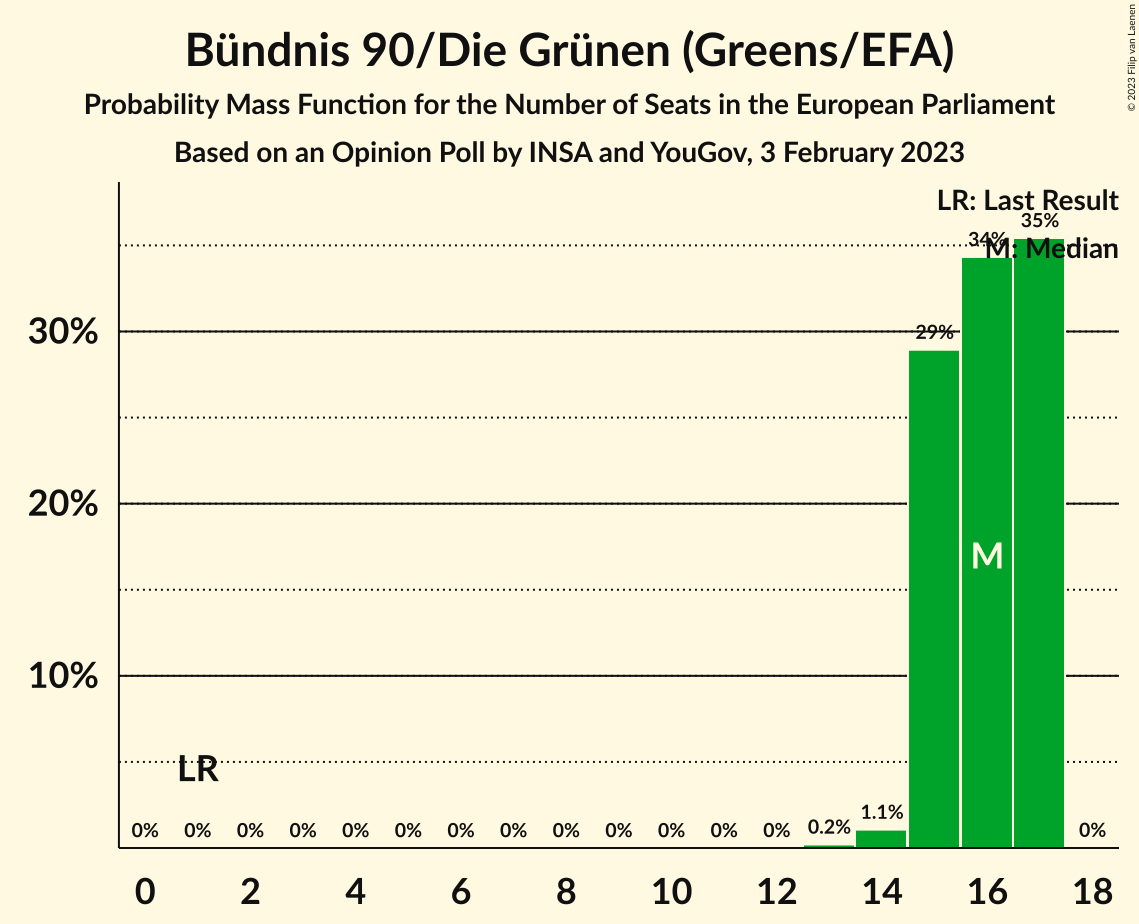 Bündnis 90/Die Grünen (Greens/EFA)
Probability Mass Function for the Number of Seats in the European Parliament
Based on an Opinion Poll by INSA and YouGov, 3 February 2023
© 2023 Filip van Laenen
LR: Last Result
M: Median
35%
34%
30%
29%
20%
M
10%
LR
0% 0% 0% 0% 0% 0% 0% 0% 0% 0% 0% 0% 0% 0.2% 1.1% 0%
0 2 4 6 8 10 12 14 16 18